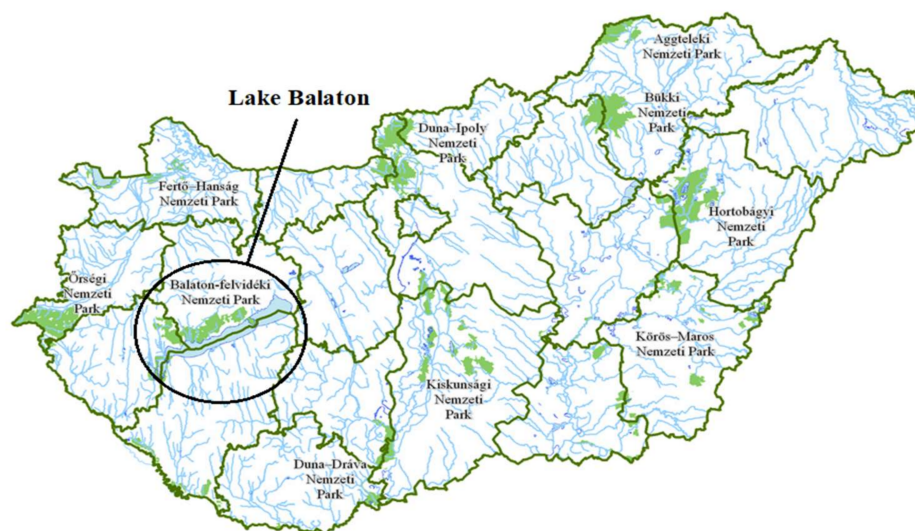 Lake Balaton
Aggteleki
Nemzeti Park
Bükki
Nemzeti
Park
Duna–Ipoly
Nemzeti
Park
Fertő–Hanság
Nemzeti Park
Hortobágyi
Nemzeti
Park
Őrségi
Nemzeti
Park
Balaton-felvidéki
Nemzeti Park
Körös–Maros
Nemzeti Park
Kiskunsági
Nemzeti
Park
Duna–Dráva
Nemzeti
Park